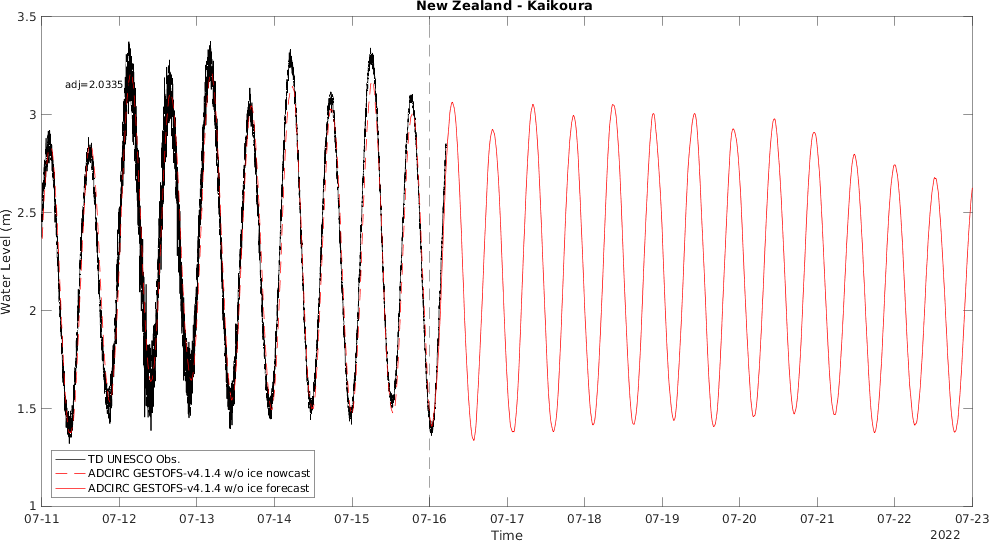 New Zealand - Kaikoura
3.5
3
2.5
2
1.5
1
Water Level (m)
adj=2.0335
TD UNESCO Obs.
ADCIRC GESTOFS-v4.1.4 w/o ice nowcast
ADCIRC GESTOFS-v4.1.4 w/o ice forecast
07-11 07-12 07-13 07-14 07-15 07-16 07-17 07-18 07-19 07-20 07-21 07-22 07-23
Time
2022